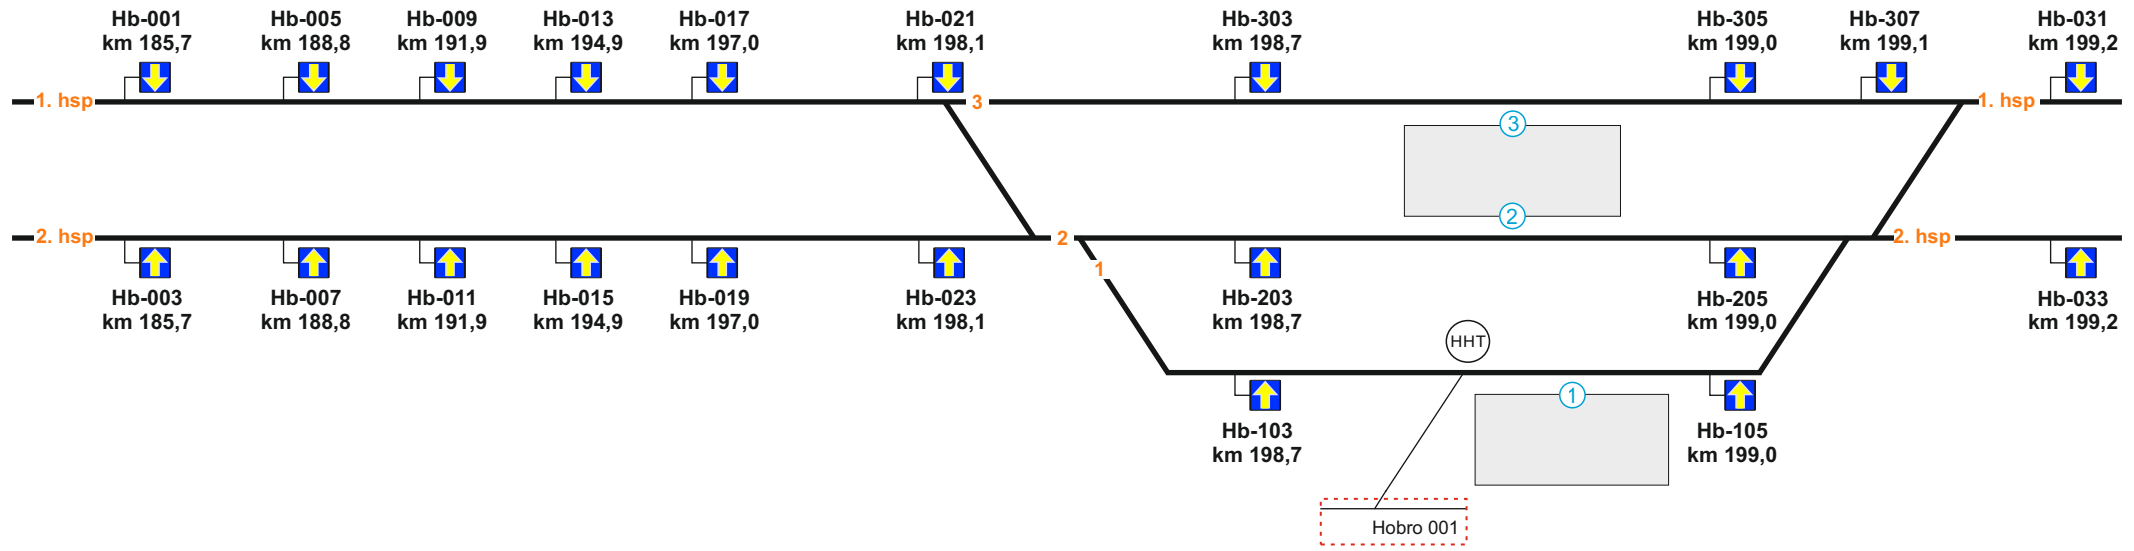 Hb-001 Hb-005 Hb-009 Hb-013 Hb-017 Hb-021 Hb-303 Hb-305 Hb-307 Hb-031
km 185,7 km 188,8 km 191,9 km 194,9 km 197,0 km 198,1 km 198,7 km 199,0 km 199,1 km 199,2
1. hsp 3 1. hsp
3
2
2. hsp 2 2. hsp
1
Hb-003 Hb-007 Hb-011 Hb-015 Hb-019 Hb-023 Hb-203 Hb-205 Hb-033
km 185,7 km 188,8 km 191,9 km 194,9 km 197,0 km 198,1 km 198,7 km 199,0 km 199,2
HHT
1
Hb-103 Hb-105
km 198,7 km 199,0
Hobro 001